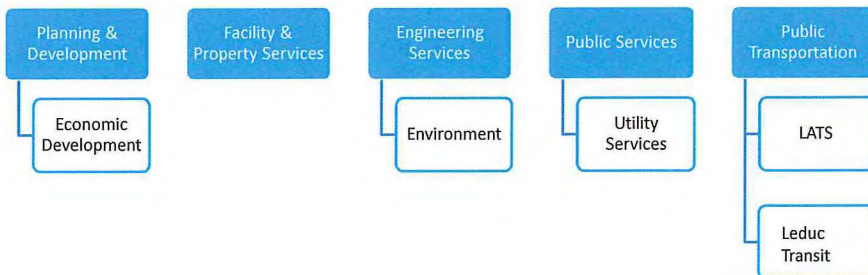 Planning &
Development
Facility &
Property Services
Engineering
Services
Public Services
Public
Transportation
Economic
Development
Environment
Utility
Services
LATS
Leduc
Transit